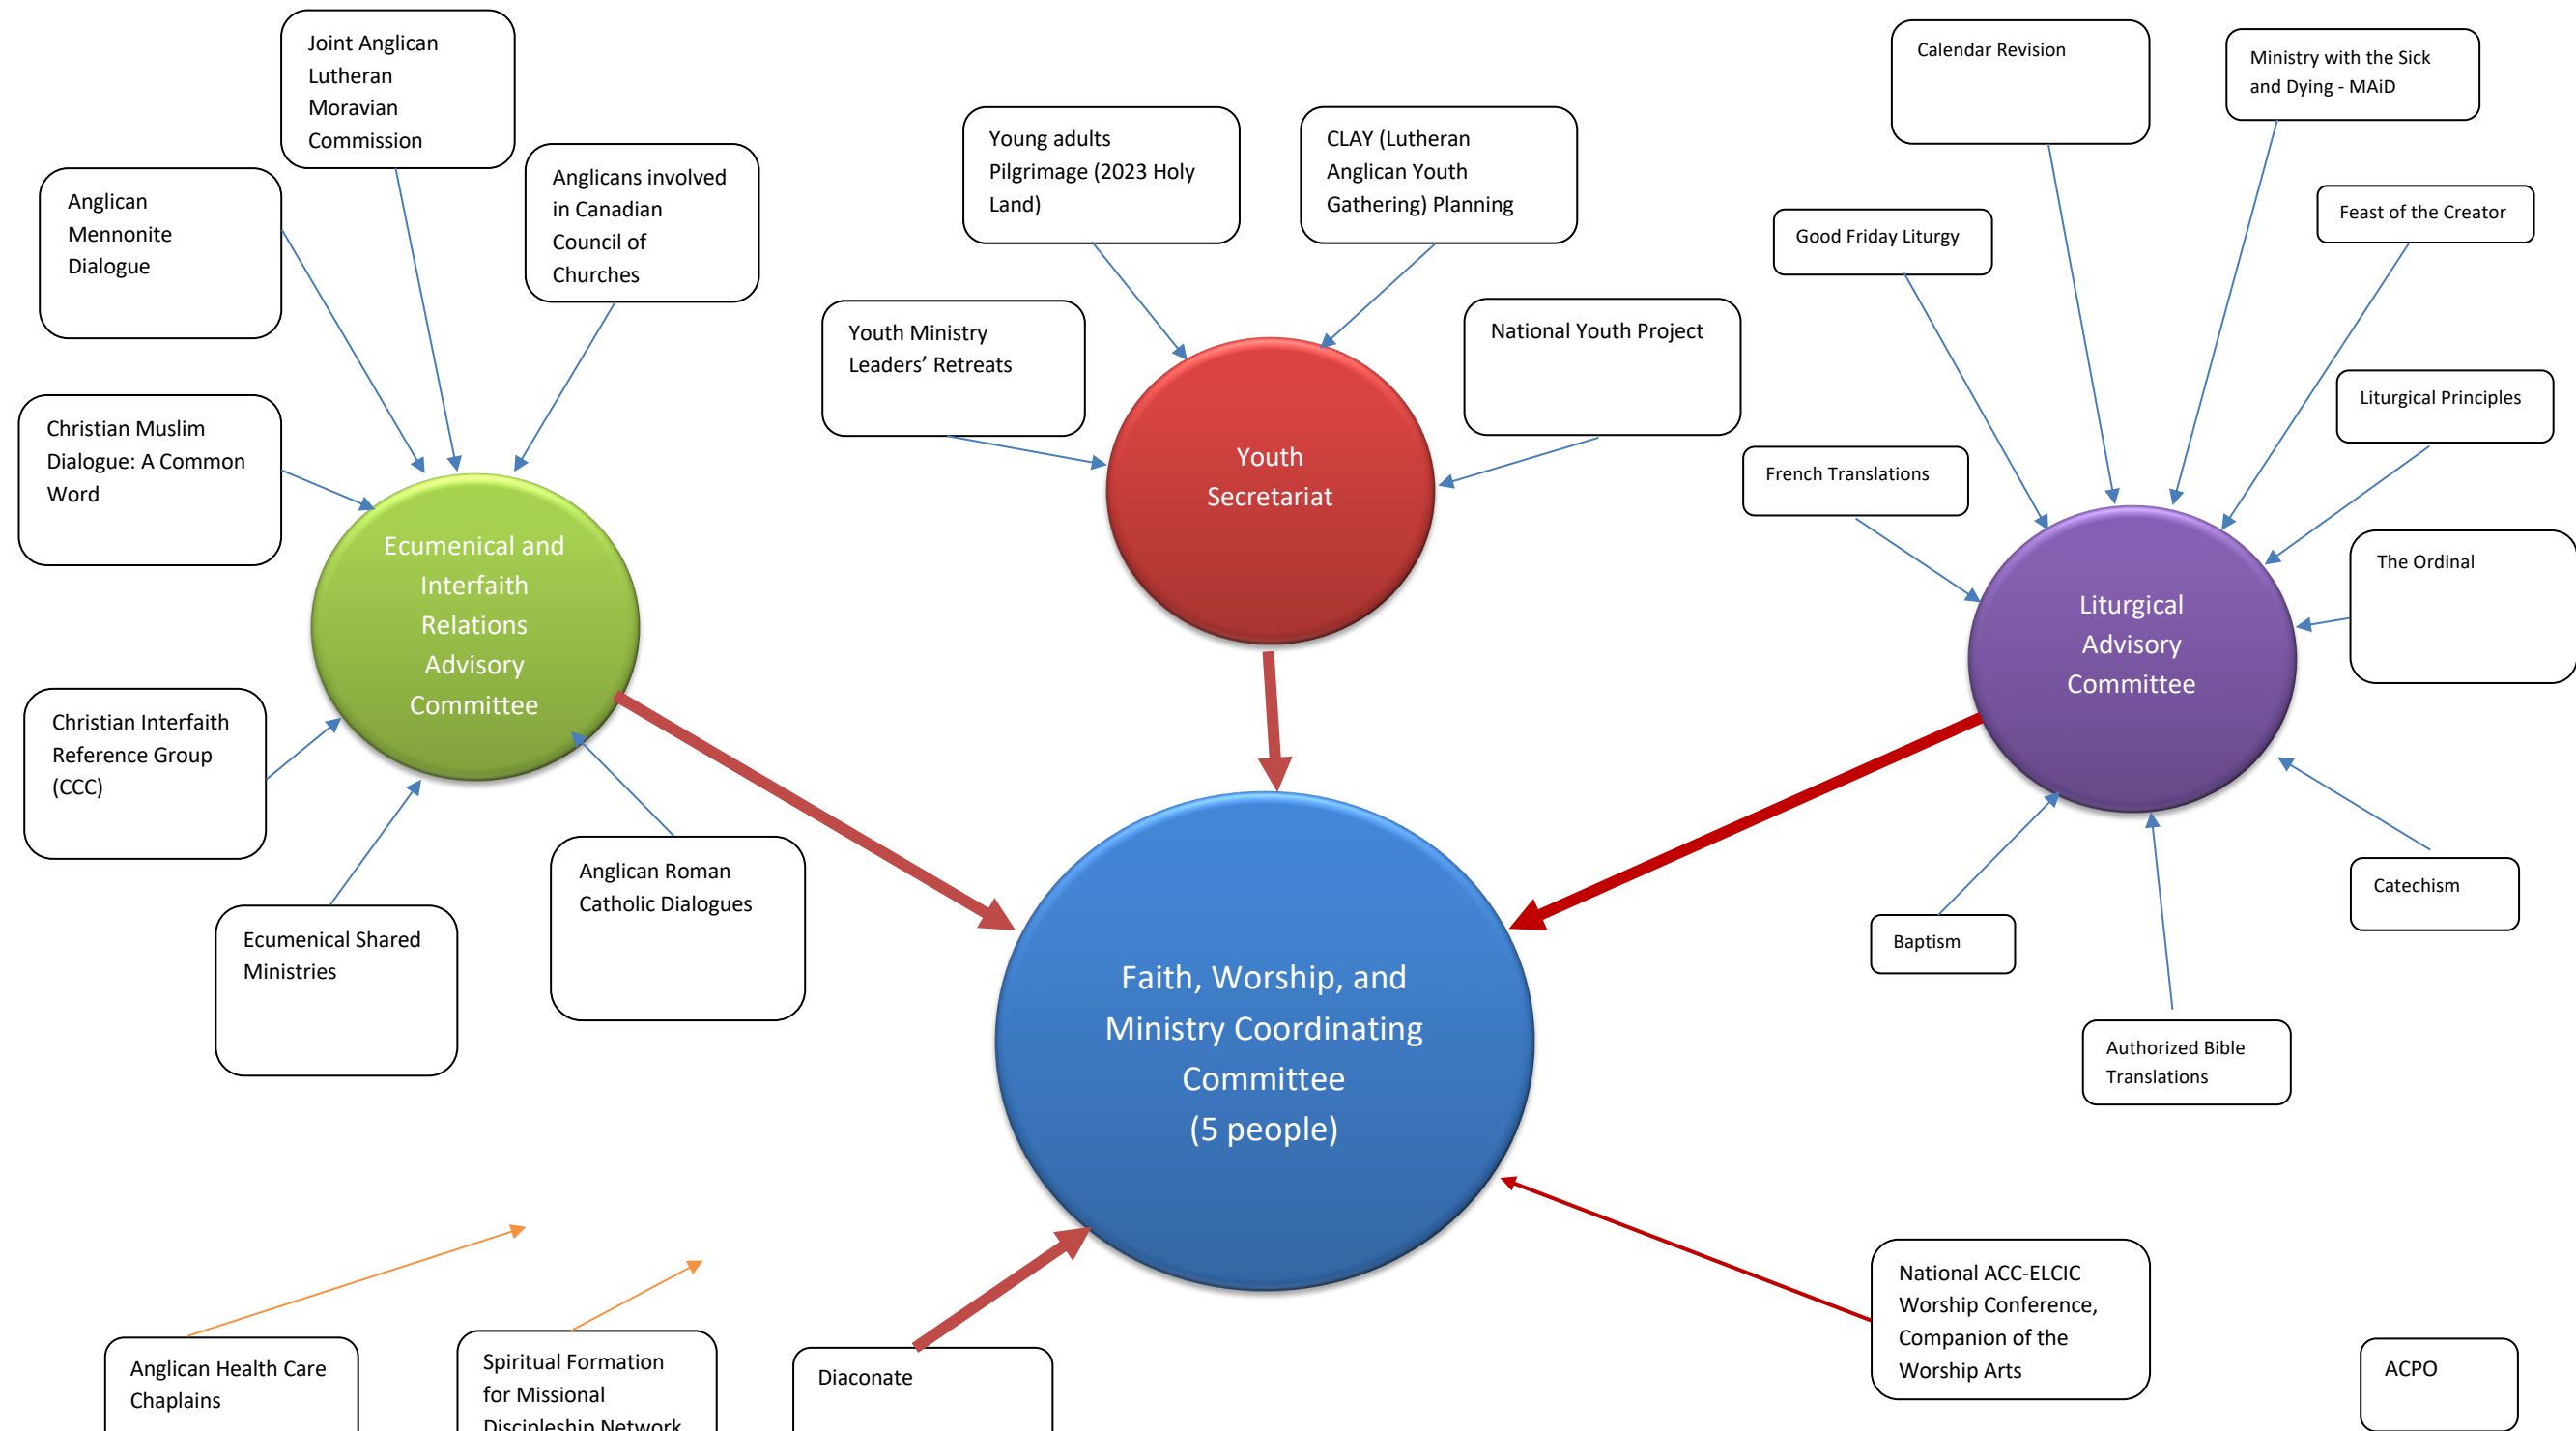 Joint Anglican
Lutheran
Moravian
Commission
Anglican
Mennonite
Dialogue
Anglicans involved
in Canadian
Council of
Churches
Christian Muslim
Dialogue: A Common
Word
Ecumenical and
Interfaith
Relations
Advisory
Committee
Christian Interfaith
Reference Group
(CCC)
Ecumenical Shared
Ministries
Anglican Roman
Catholic Dialogues
Young adults
Pilgrimage (2023 Holy
Land)
CLAY (Lutheran
Anglican Youth
Gathering) Planning
Youth Ministry
Leaders’ Retreats
National Youth Project
Youth
Secretariat
Calendar Revision
Ministry with the Sick
and Dying - MAiD
Good Friday Liturgy
Feast of the Creator
French Translations
Liturgical Principles
The Ordinal
Liturgical
Advisory
Committee
Catechism
Baptism
Authorized Bible
Translations
Faith, Worship, and
Ministry Coordinating
Committee
(5 people)
Anglican Health Care
Chaplains
Spiritual Formation
for Missional
Discipleship Network
Diaconate
National ACC-ELCIC
Worship Conference,
Companion of the
Worship Arts
ACPO